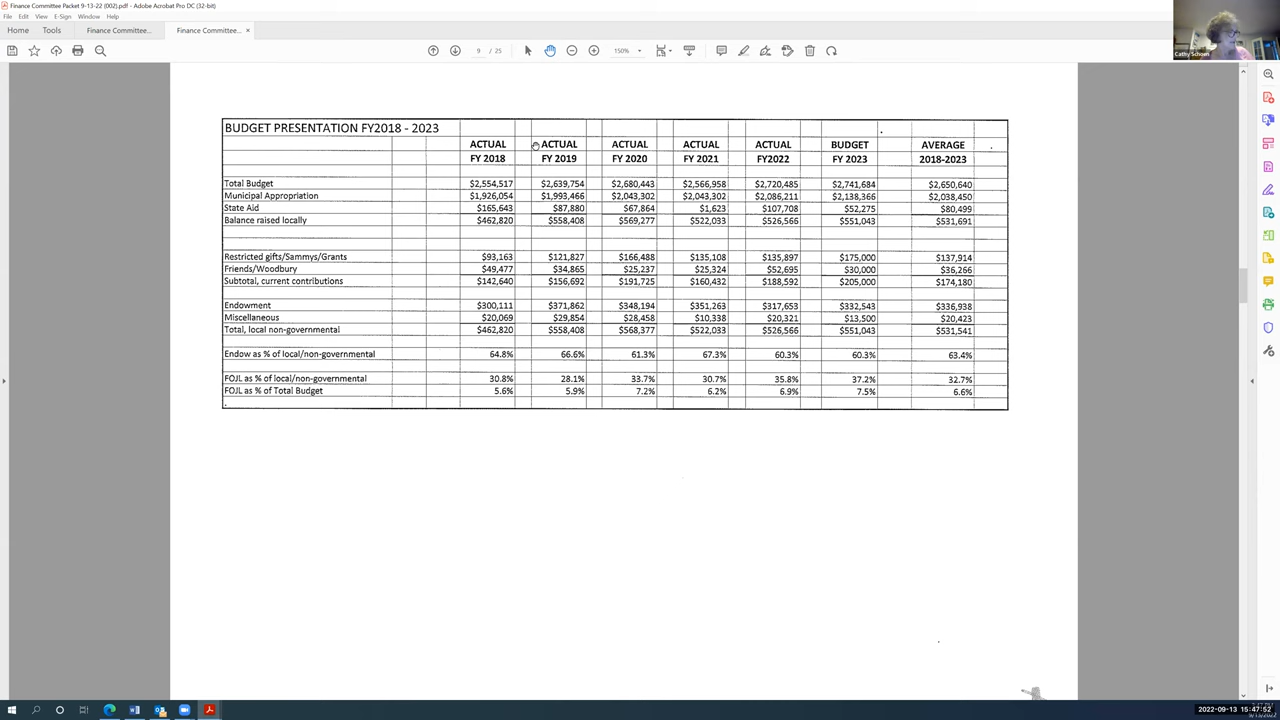 Finance Committee Packet 9-13-22 (002).pdf - Adobe Acrobat Pro DC (32-bit)
File Edit View E-Sign Window Help
Home Tools Finance Committee... Finance Committee... ×
9 / 25 150%
Cathy Schoen
BUDGET PRESENTATION FY2018 - 2023
ACTUAL ACTUAL ACTUAL ACTUAL ACTUAL BUDGET AVERAGE
FY 2018 FY 2019 FY 2020 FY 2021 FY2022 FY 2023 2018-2023
Total Budget $2,554,517 $2,639,754 $2,680,443 $2,566,958 $2,720,485 $2,741,684 $2,650,640
Municipal Appropriation $1,926,054 $1,993,466 $2,043,302 $2,043,302 $2,086,211 $2,138,366 $2,038,450
State Aid $165,643 $87,880 $67,864 $1,623 $107,708 $52,275 $80,499
Balance raised locally $462,820 $558,408 $569,277 $522,033 $526,566 $551,043 $531,691
Restricted gifts/Sammys/Grants $93,163 $121,827 $166,488 $135,108 $135,897 $175,000 $137,914
Friends/Woodbury $49,477 $34,865 $25,237 $25,324 $52,695 $30,000 $36,266
Subtotal, current contributions $142,640 $156,692 $191,725 $160,432 $188,592 $205,000 $174,180
Endowment $300,111 $371,862 $348,194 $351,263 $317,653 $332,543 $336,938
Miscellaneous $20,069 $29,854 $28,458 $10,338 $20,321 $13,500 $20,423
Total, local non-governmental $462,820 $558,408 $568,377 $522,033 $526,566 $551,043 $531,541
Endow as % of local/non-governmental 64.8% 66.6% 61.3% 67.3% 60.3% 60.3% 63.4%
FOJL as % of local/non-governmental 30.8% 28.1% 33.7% 30.7% 35.8% 37.2% 32.7%
FOJL as % of Total Budget 5.6% 5.9% 7.2% 6.2% 6.9% 7.5% 6.6%
2022-09-13 15:47:52